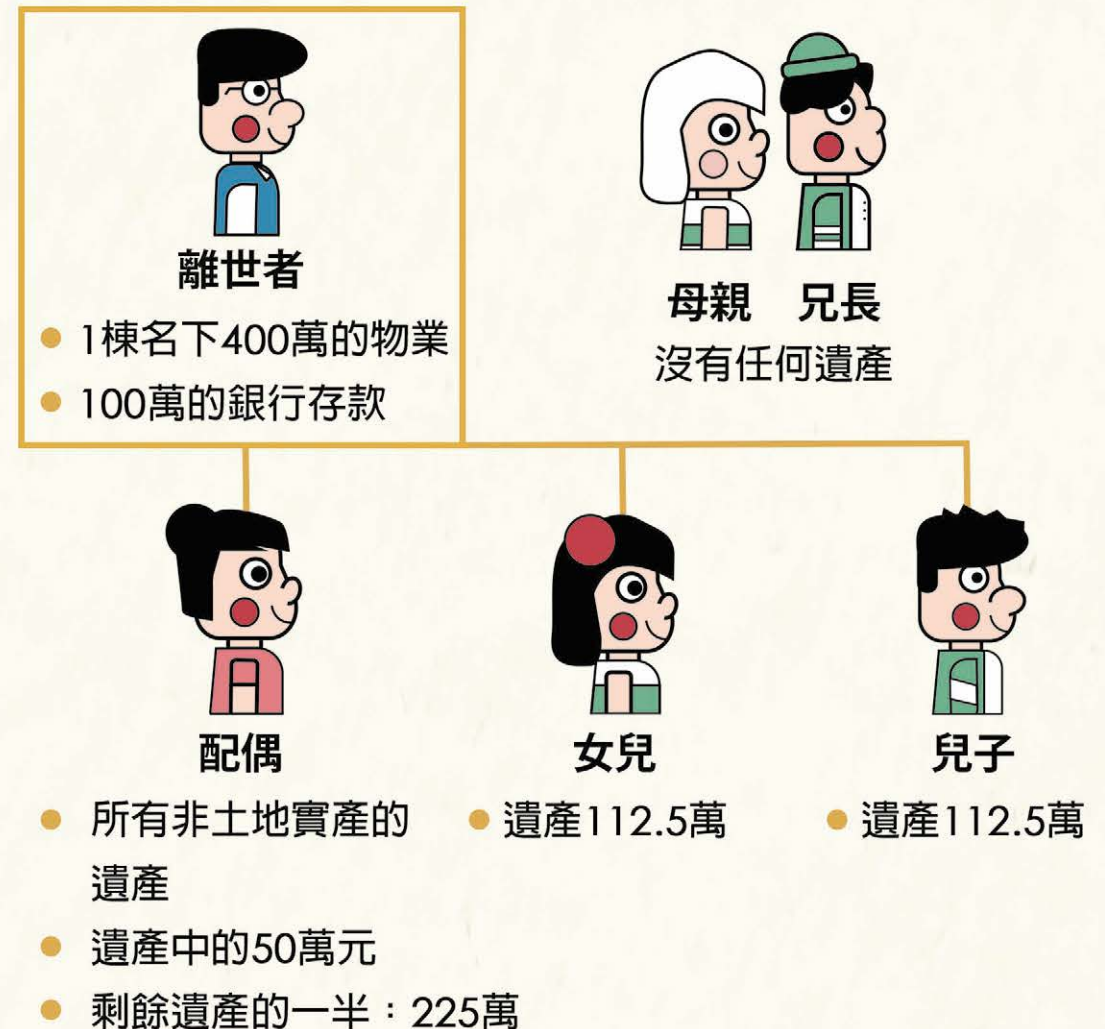 離世者
1棟名下400萬的物業
100萬的銀行存款
母親 兄長
沒有任何遺產
配偶
所有非土地實產的
遺產
遺產中的50萬元
剩餘遺產的一半：225萬
女兒
遺產112.5萬
兒子
遺產112.5萬